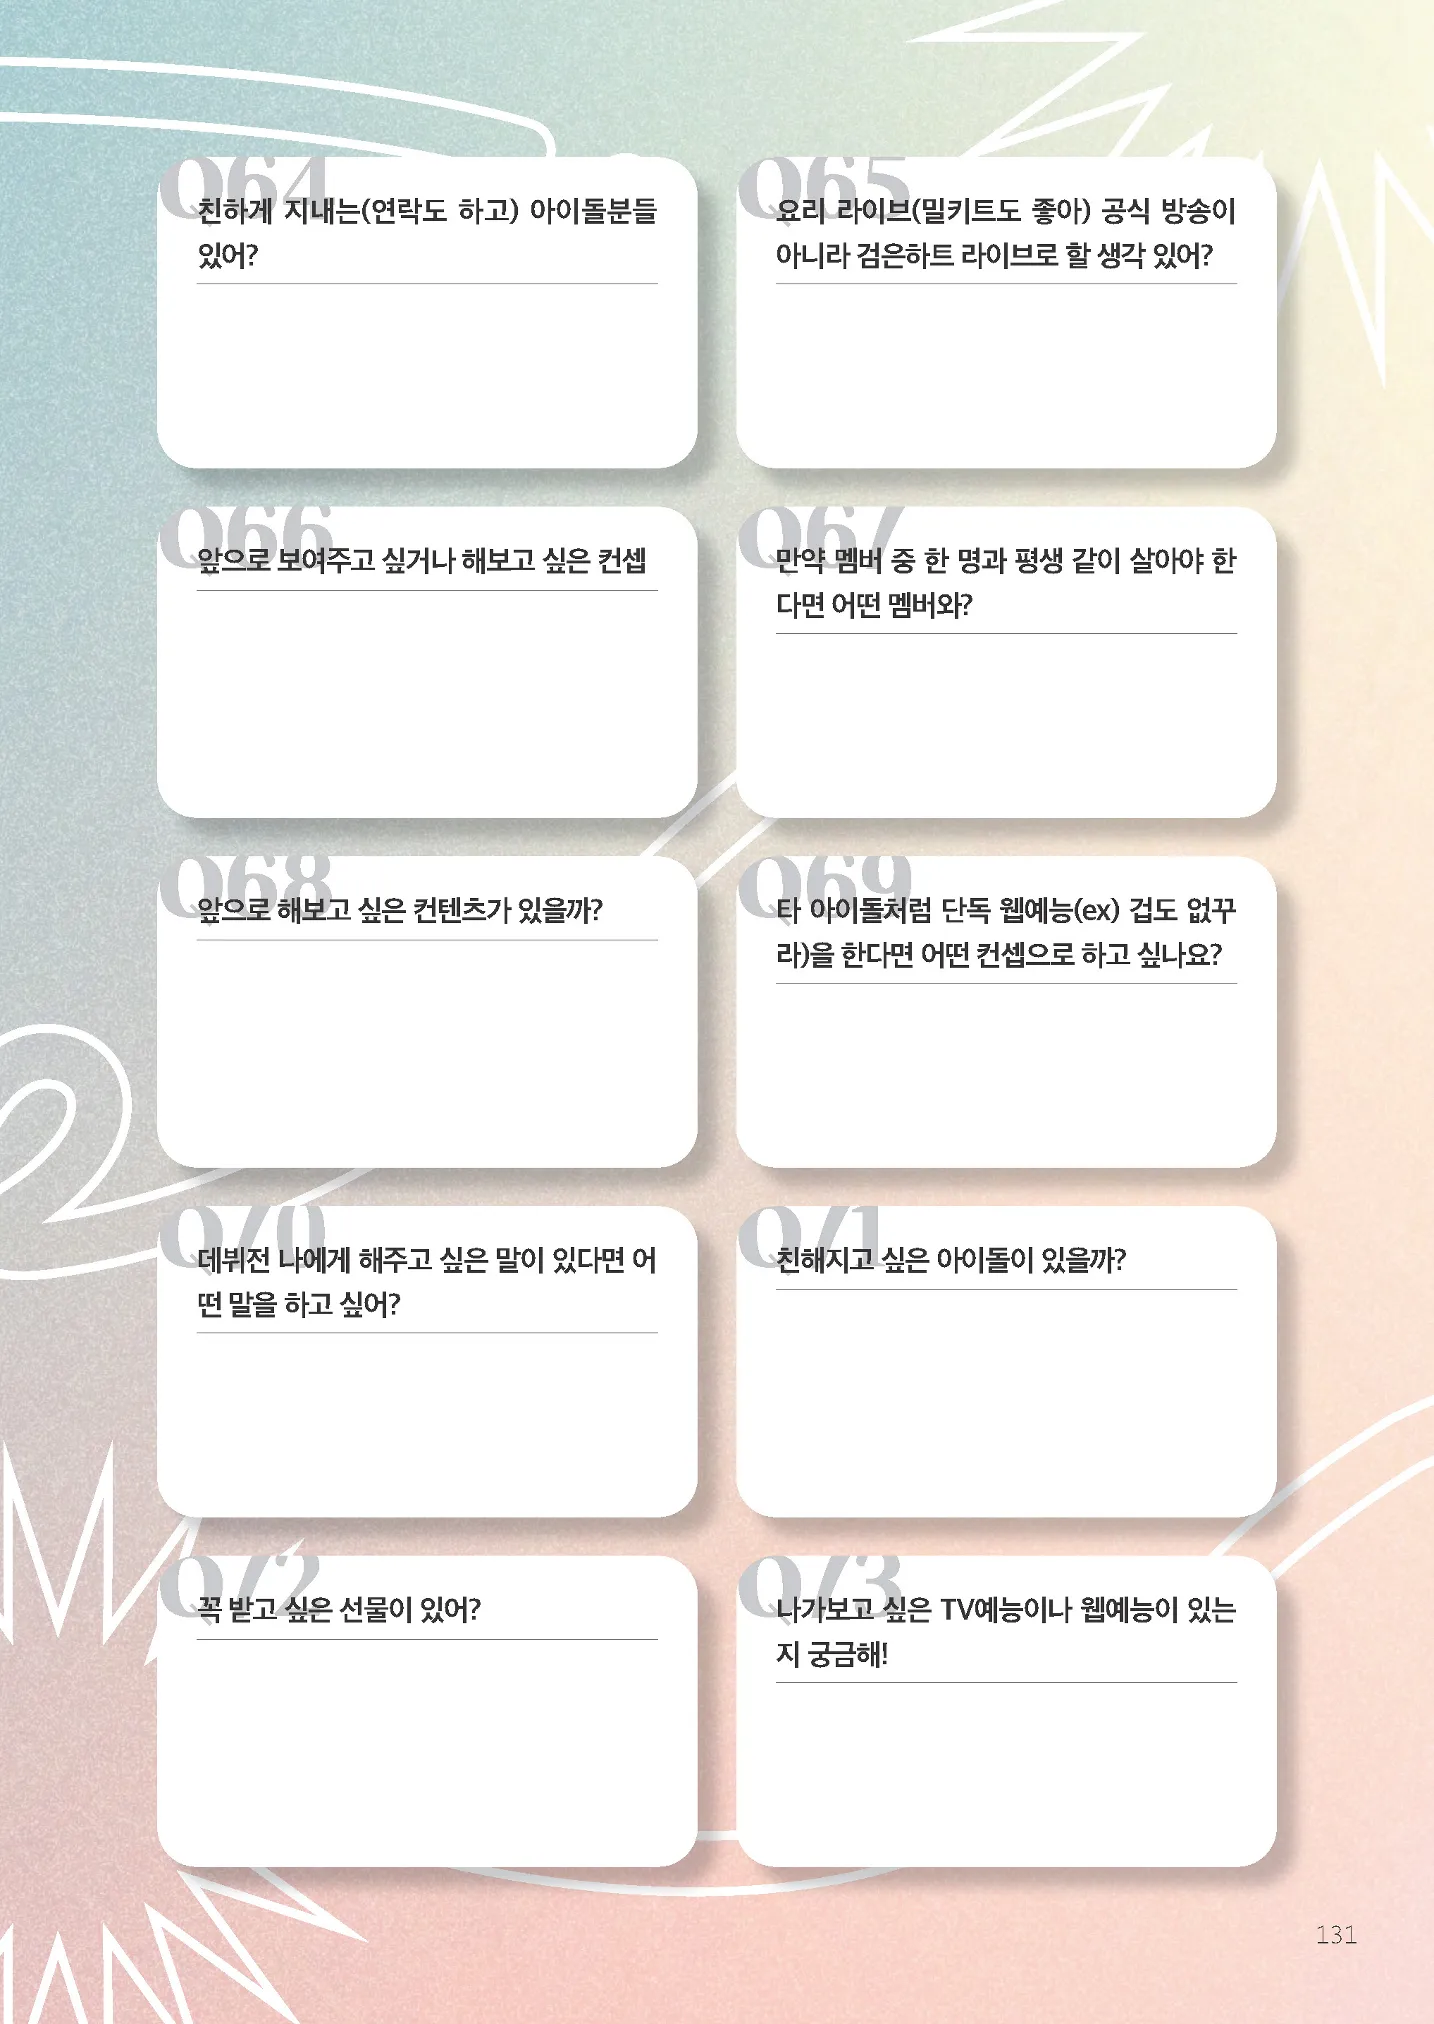 Q64
친하게 지내는(연락도 하고) 아이돌분들
있어?
Q65
요리 라이브(밀키트도 좋아) 공식 방송이
아니라 검은하트 라이브로 할 생각 있어?
Q66
앞으로 보여주고 싶거나 해보고 싶은 컨셉
Q67
만약 멤버 중 한 명과 평생 같이 살아야 한
다면 어떤 멤버와?
Q68
앞으로 해보고 싶은 컨텐츠가 있을까?
Q69
타 아이돌처럼 단독 웹예능(ex) 겁도 없꾸
라)을 한다면 어떤 컨셉으로 하고 싶나요?
Q70
데뷔전 나에게 해주고 싶은 말이 있다면 어
떤 말을 하고 싶어?
Q71
친해지고 싶은 아이돌이 있을까?
Q72
꼭 받고 싶은 선물이 있어?
Q73
나가보고 싶은 TV예능이나 웹예능이 있는
지 궁금해!
131